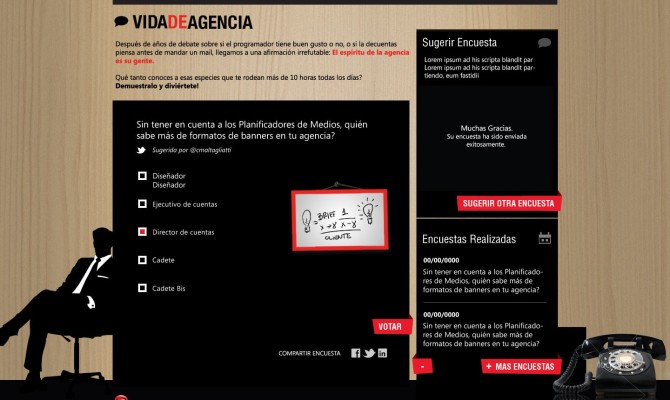 VIDADEAGENCIA
Después de años de debate sobre si el programador tiene buen gusto o no, o si la decuentas
piensa antes de mandar un mail, llegamos a una afirmación irrefutable: El espíritu de la agencia
es su gente.
Qué tanto conoces a esas especies que te rodean más de 10 horas todas los días?
Demuestralo y diviértete!
Sin tener en cuenta a los Planificadores de Medios, quién
sabe más de formatos de banners en tu agencia?
Sugerida por @cmaltagliatti
Diseñador
Diseñador
Ejecutivo de cuentas
Director de cuentas
Cadete
Cadete Bis
BRIEF
CLIENTE
VOTAR
COMPARTIR ENCUESTA
Sugerir Encuesta
Lorem ipsum ad his scripta blandit par-
Lorem ipsum ad his scripta blandit par-
tiendo, eum fastidii
Muchas Gracias.
Su encuesta ha sido enviada
exitosamente.
SUGERIR OTRA ENCUESTA
Encuestas Realizadas
00/00/0000
Sin tener en cuenta a los Planificado-
res de Medios, quién sabe más de
formatos de banners en tu agencia?
00/00/0000
Sin tener en cuenta a los Planificado-
res de Medios, quién sabe más de
formatos de banners en tu agencia?
-
+ MAS ENCUESTAS